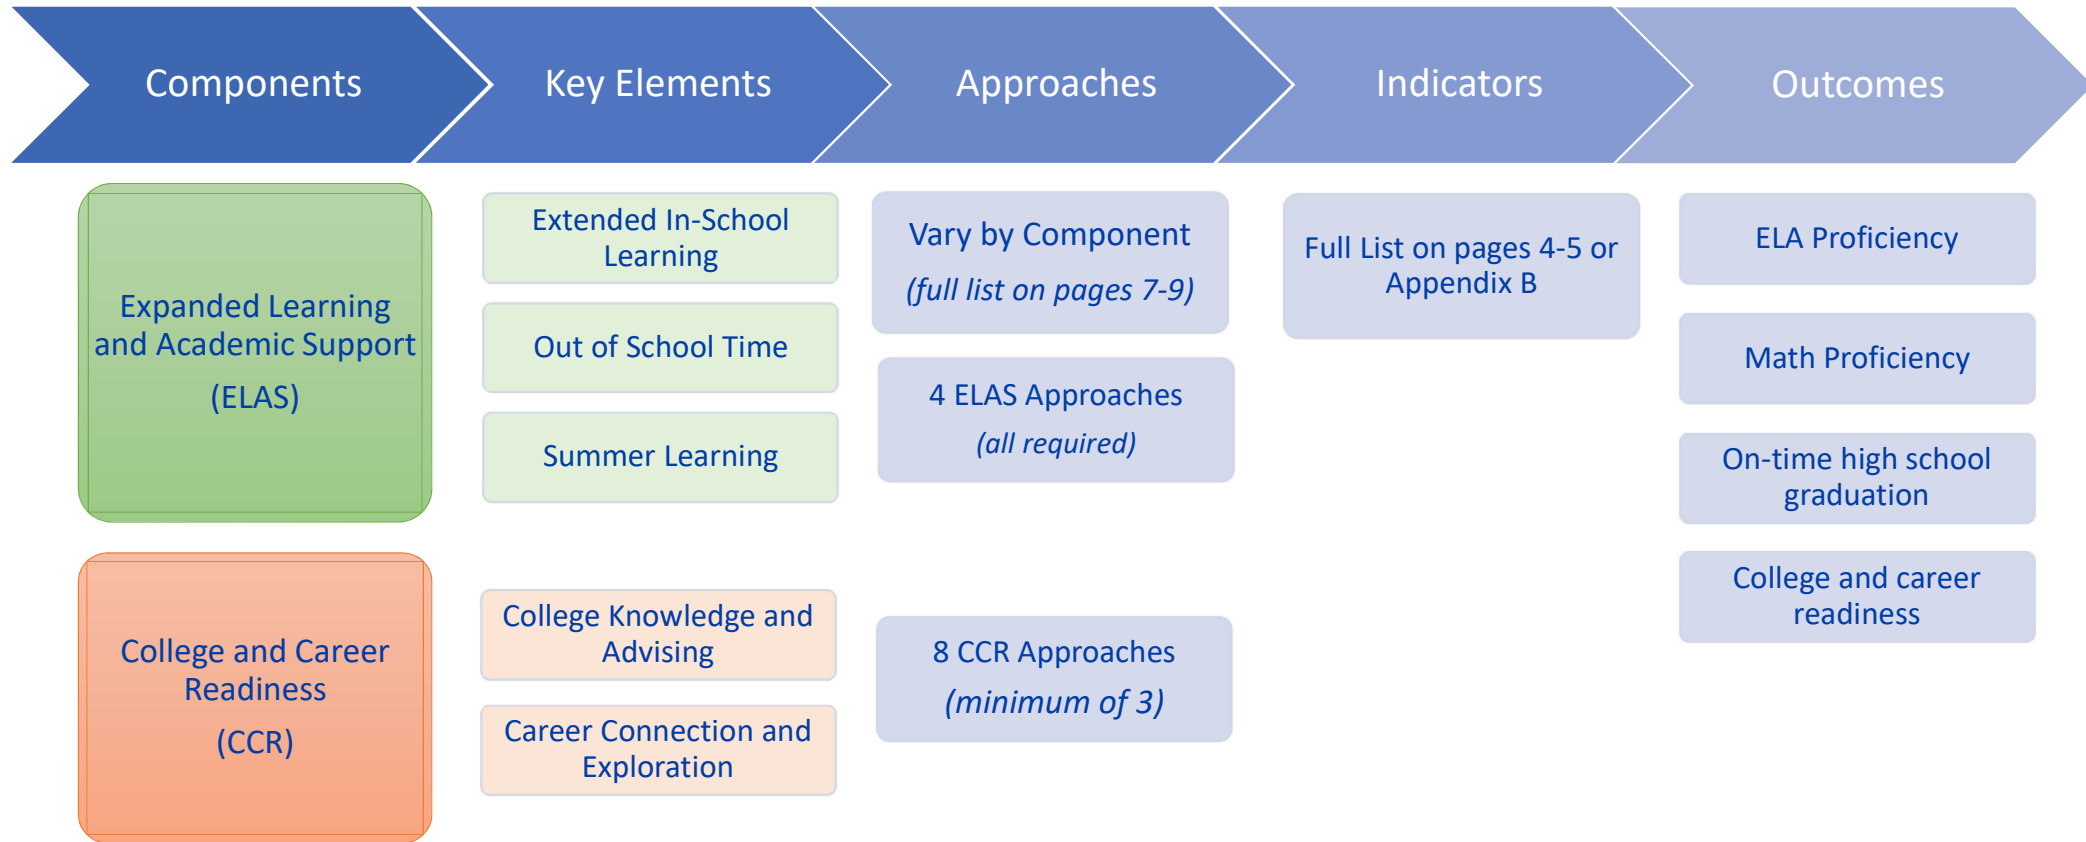 Components
Key Elements
Approaches
Indicators
Outcomes
Expanded Learning
and Academic Support
(ELAS)
Extended In-School
Learning
Out of School Time
Summer Learning
Vary by Component
(full list on pages 7-9)
4 ELAS Approaches
(all required)
Full List on pages 4-5 or
Appendix B
ELA Proficiency
Math Proficiency
On-time high school
graduation
College and career
readiness
College and Career
Readiness
(CCR)
College Knowledge and
Advising
Career Connection and
Exploration
8 CCR Approaches
(minimum of 3)